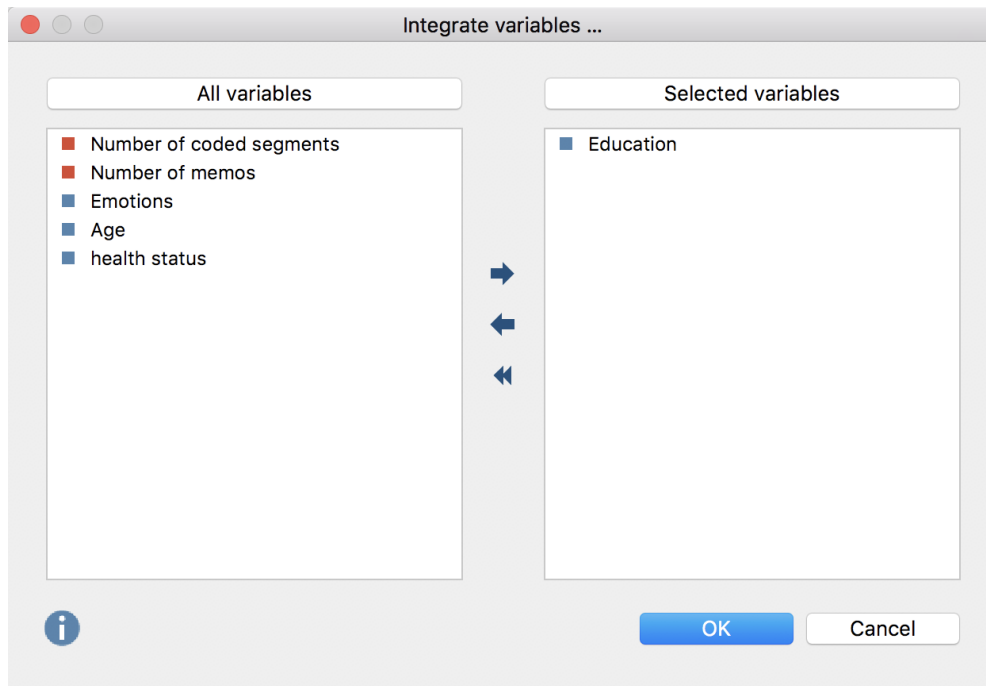 Integrate variables ...
All variables
Number of coded segments
Number of memos
Emotions
Age
health status
Selected variables
Education
i
OK
Cancel